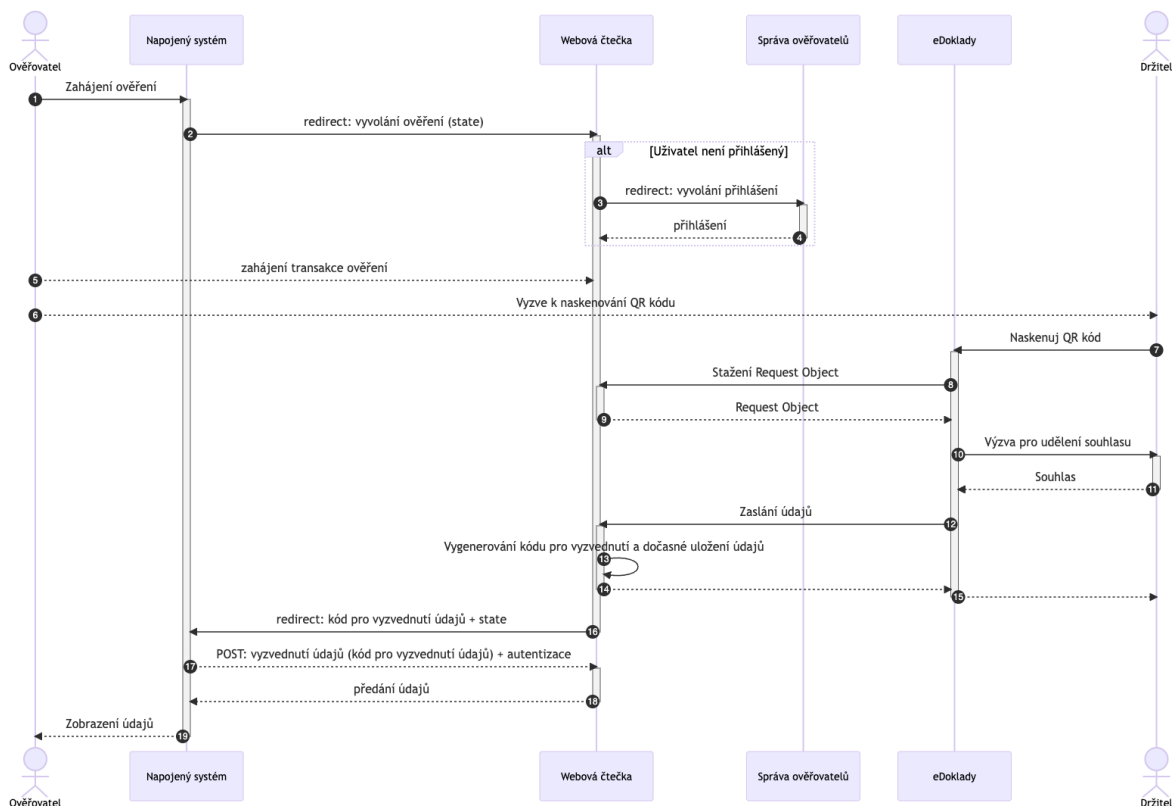 Napojený systém
Webová čtečka
Správa ověřovatelů
eDoklady
Ověřovatel
Držitel
Zahájení ověření
1
redirect: vyvolání ověření (state)
2
alt
[Uživatel není přihlášený]
redirect: vyvolání přihlášení
3
přihlášení
4
zahájení transakce ověření
5
Vyzve k naskenování QR kódu
6
Naskenuj QR kód
7
Stažení Request Object
8
Request Object
9
Výzva pro udělení souhlasu
10
Souhlas
11
Zaslání údajů
12
Vygenerování kódu pro vyzvednutí a dočasné uložení údajů
13
14
15
redirect: kód pro vyzvednutí údajů + state
16
POST: vyzvednutí údajů (kód pro vyzvednutí údajů) + autentizace
17
předání údajů
18
Zobrazení údajů
19
Napojený systém
Webová čtečka
Správa ověřovatelů
eDoklady
Ověřovatel
Držitel